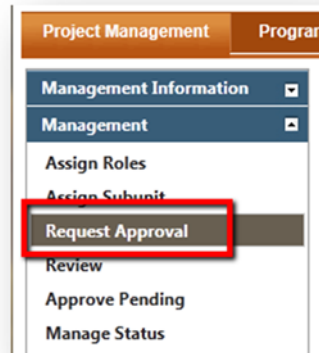 Project Management Progra
Management Information
Management
Assign Roles
Assign Subunit
Request Approval
Review
Approve Pending
Manage Status